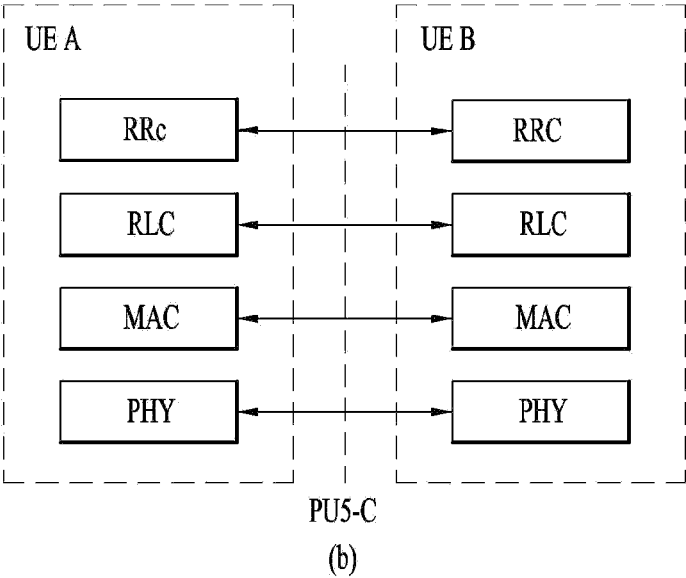 UE A UE B
RRc RRC
RLC RLC
MAC MAC
PHY PHY
PU5-C
(b)